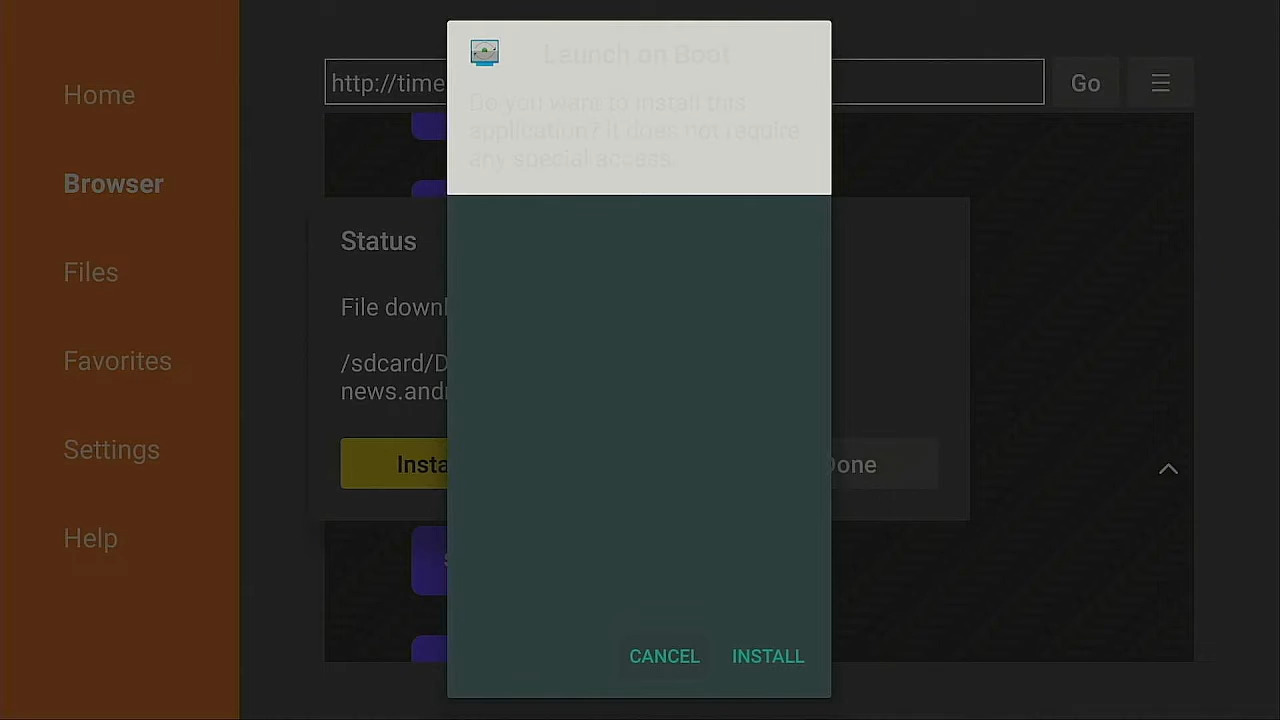 Home
Browser
Files
Favorites
Settings
Help
http://time
Go
Launch on Boot
Do you want to install this
application? It does not require
any special access.
Status
File downl
/sdcard/D
news.andr
Insta
Done
CANCEL
INSTALL